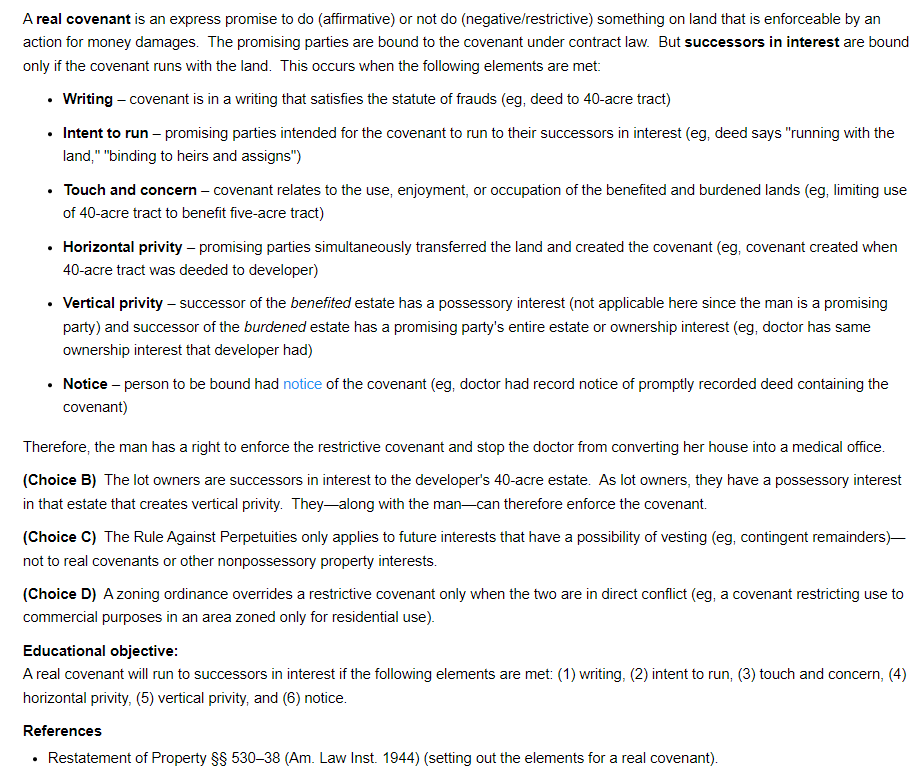 A real covenant is an express promise to do (affirmative) or not do (negative/restrictive) something on land that is enforceable by an
action for money damages.  The promising parties are bound to the covenant under contract law.  But successors in interest are bound
only if the covenant runs with the land.  This occurs when the following elements are met:
• Writing – covenant is in a writing that satisfies the statute of frauds (eg, deed to 40-acre tract)
• Intent to run – promising parties intended for the covenant to run to their successors in interest (eg, deed says "running with the
land," "binding to heirs and assigns")
• Touch and concern – covenant relates to the use, enjoyment, or occupation of the benefited and burdened lands (eg, limiting use
of 40-acre tract to benefit five-acre tract)
• Horizontal privity – promising parties simultaneously transferred the land and created the covenant (eg, covenant created when
40-acre tract was deeded to developer)
• Vertical privity – successor of the benefited estate has a possessory interest (not applicable here since the man is a promising
party) and successor of the burdened estate has a promising party's entire estate or ownership interest (eg, doctor has same
ownership interest that developer had)
• Notice – person to be bound had notice of the covenant (eg, doctor had record notice of promptly recorded deed containing the
covenant)
Therefore, the man has a right to enforce the restrictive covenant and stop the doctor from converting her house into a medical office.
(Choice B)  The lot owners are successors in interest to the developer's 40-acre estate.  As lot owners, they have a possessory interest
in that estate that creates vertical privity.  They—along with the man—can therefore enforce the covenant.
(Choice C)  The Rule Against Perpetuities only applies to future interests that have a possibility of vesting (eg, contingent remainders)—
not to real covenants or other nonpossessory property interests.
(Choice D)  A zoning ordinance overrides a restrictive covenant only when the two are in direct conflict (eg, a covenant restricting use to
commercial purposes in an area zoned only for residential use).
Educational objective:
A real covenant will run to successors in interest if the following elements are met: (1) writing, (2) intent to run, (3) touch and concern, (4)
horizontal privity, (5) vertical privity, and (6) notice.
References
• Restatement of Property §§ 530–38 (Am. Law Inst. 1944) (setting out the elements for a real covenant).